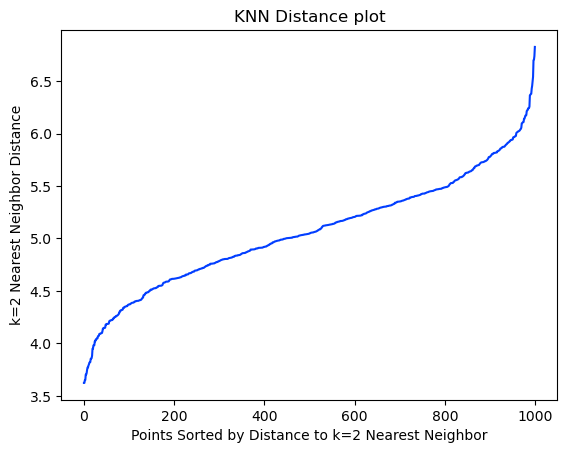 KNN Distance plot
k=2 Nearest Neighbor Distance
6.5
6.0
5.5
5.0
4.5
4.0
3.5
0 200 400 600 800 1000
Points Sorted by Distance to k=2 Nearest Neighbor